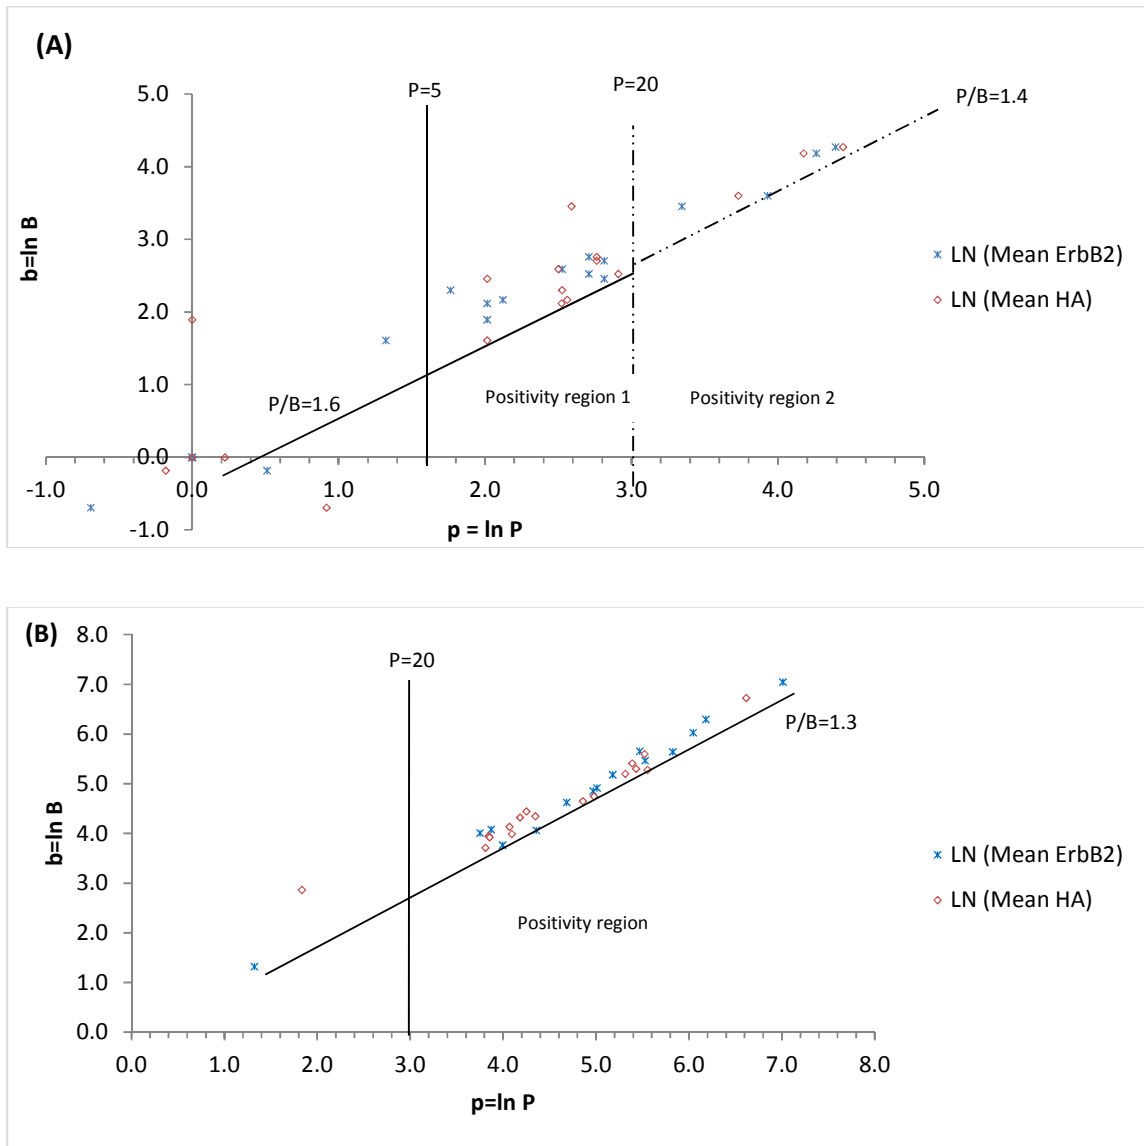 (A)
P=5
P=20
P/B=1.4
5.0
4.0
3.0
2.0
1.0
0.0
-1.0
b=ln B
P/B=1.6
Positivity region 1
Positivity region 2
-1.0
0.0
1.0
2.0
3.0
4.0
5.0
p = ln P
LN (Mean ErbB2)
LN (Mean HA)
(B)
P=20
P/B=1.3
8.0
7.0
6.0
5.0
4.0
3.0
2.0
1.0
0.0
b=ln B
Positivity region
0.0
1.0
2.0
3.0
4.0
5.0
6.0
7.0
8.0
p=ln P
LN (Mean ErbB2)
LN (Mean HA)